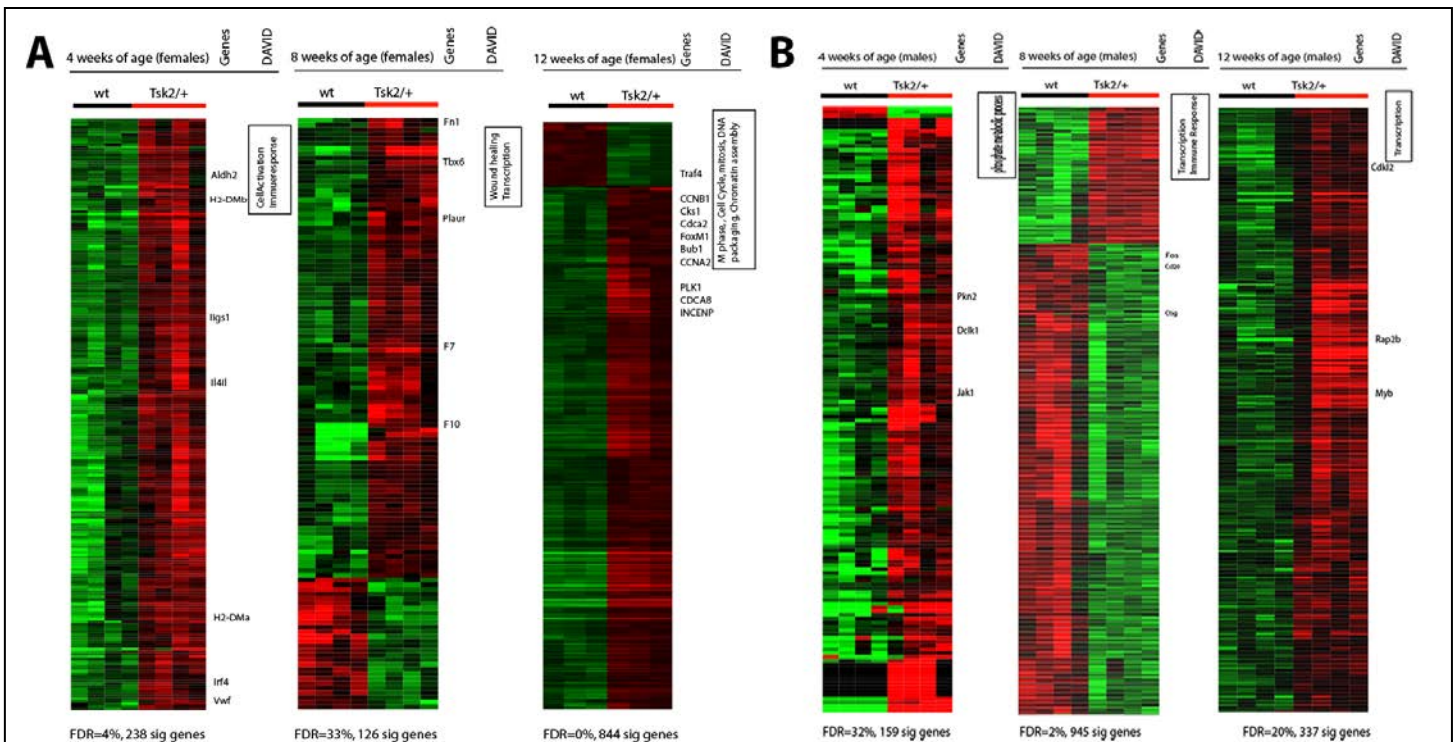 A
4 weeks of age (females)
Genes
DAVID
wt
Tsk2/+
Aldh2
H2-DMb
CellActivation
Immueresponse
Il4Il
H2-DMa
Irf4
Vwf
FDR=4%, 238 sig genes
8 weeks of age (females)
Genes
DAVID
wt
Tsk2/+
Fn1
Tbx6
Plaur
Wound healing
Transcription
F7
F10
FDR=33%, 126 sig genes
12 weeks of age (females)
Genes
DAVID
wt
Tsk2/+
Traf4
CCNB1
Cks1
Cdca2
FoxM1
Bub1
CCNA2
PLK1
CDCA8
INCENP
M phase,, Cell Cycle, mitosis, DNA
packaging, Chromatin assembly
FDR=0%, 844 sig genes
B
4 weeks of age (males)
Genes
DAVID
wt
Tsk2/+
phosphate metabolic process
Pkn2
Dclk1
Jak1
FDR=32%, 159 sig genes
8 weeks of age (males)
Genes
DAVID
wt
Tsk2/+
Transcription
Immune Response
Fos
FDR=2%, 945 sig genes
12 weeks of age (males)
Genes
DAVID
wt
Tsk2/+
Transcription
Cdkl2
Rap2b
Myb
FDR=20%, 337 sig genes